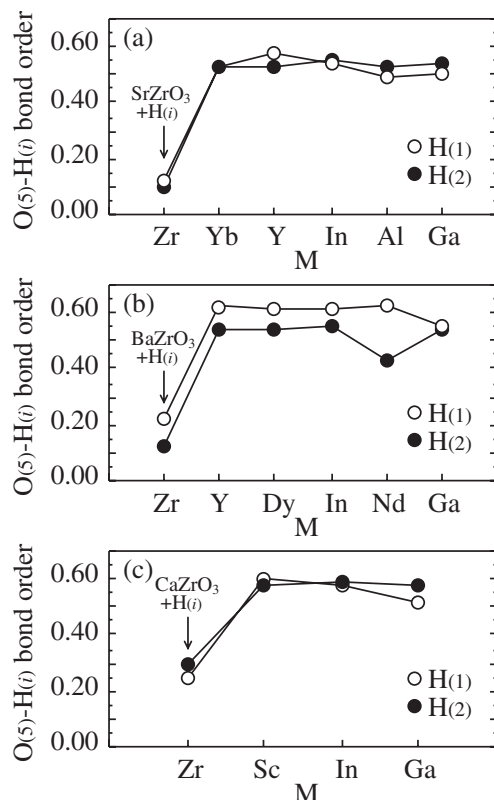 (a)
O(5)-H(i) bond order
0.60
0.40
0.20
0.00
SrZrO3
+H(i)
H(1)
H(2)
Zr Yb Y In Al Ga
M
(b)
O(5)-H(i) bond order
0.60
0.40
0.20
0.00
BaZrO3
+H(i)
H(1)
H(2)
Zr Y Dy In Nd Ga
M
(c)
O(5)-H(i) bond order
0.60
0.40
0.20
0.00
CaZrO3
+H(i)
H(1)
H(2)
Zr Sc In Ga
M